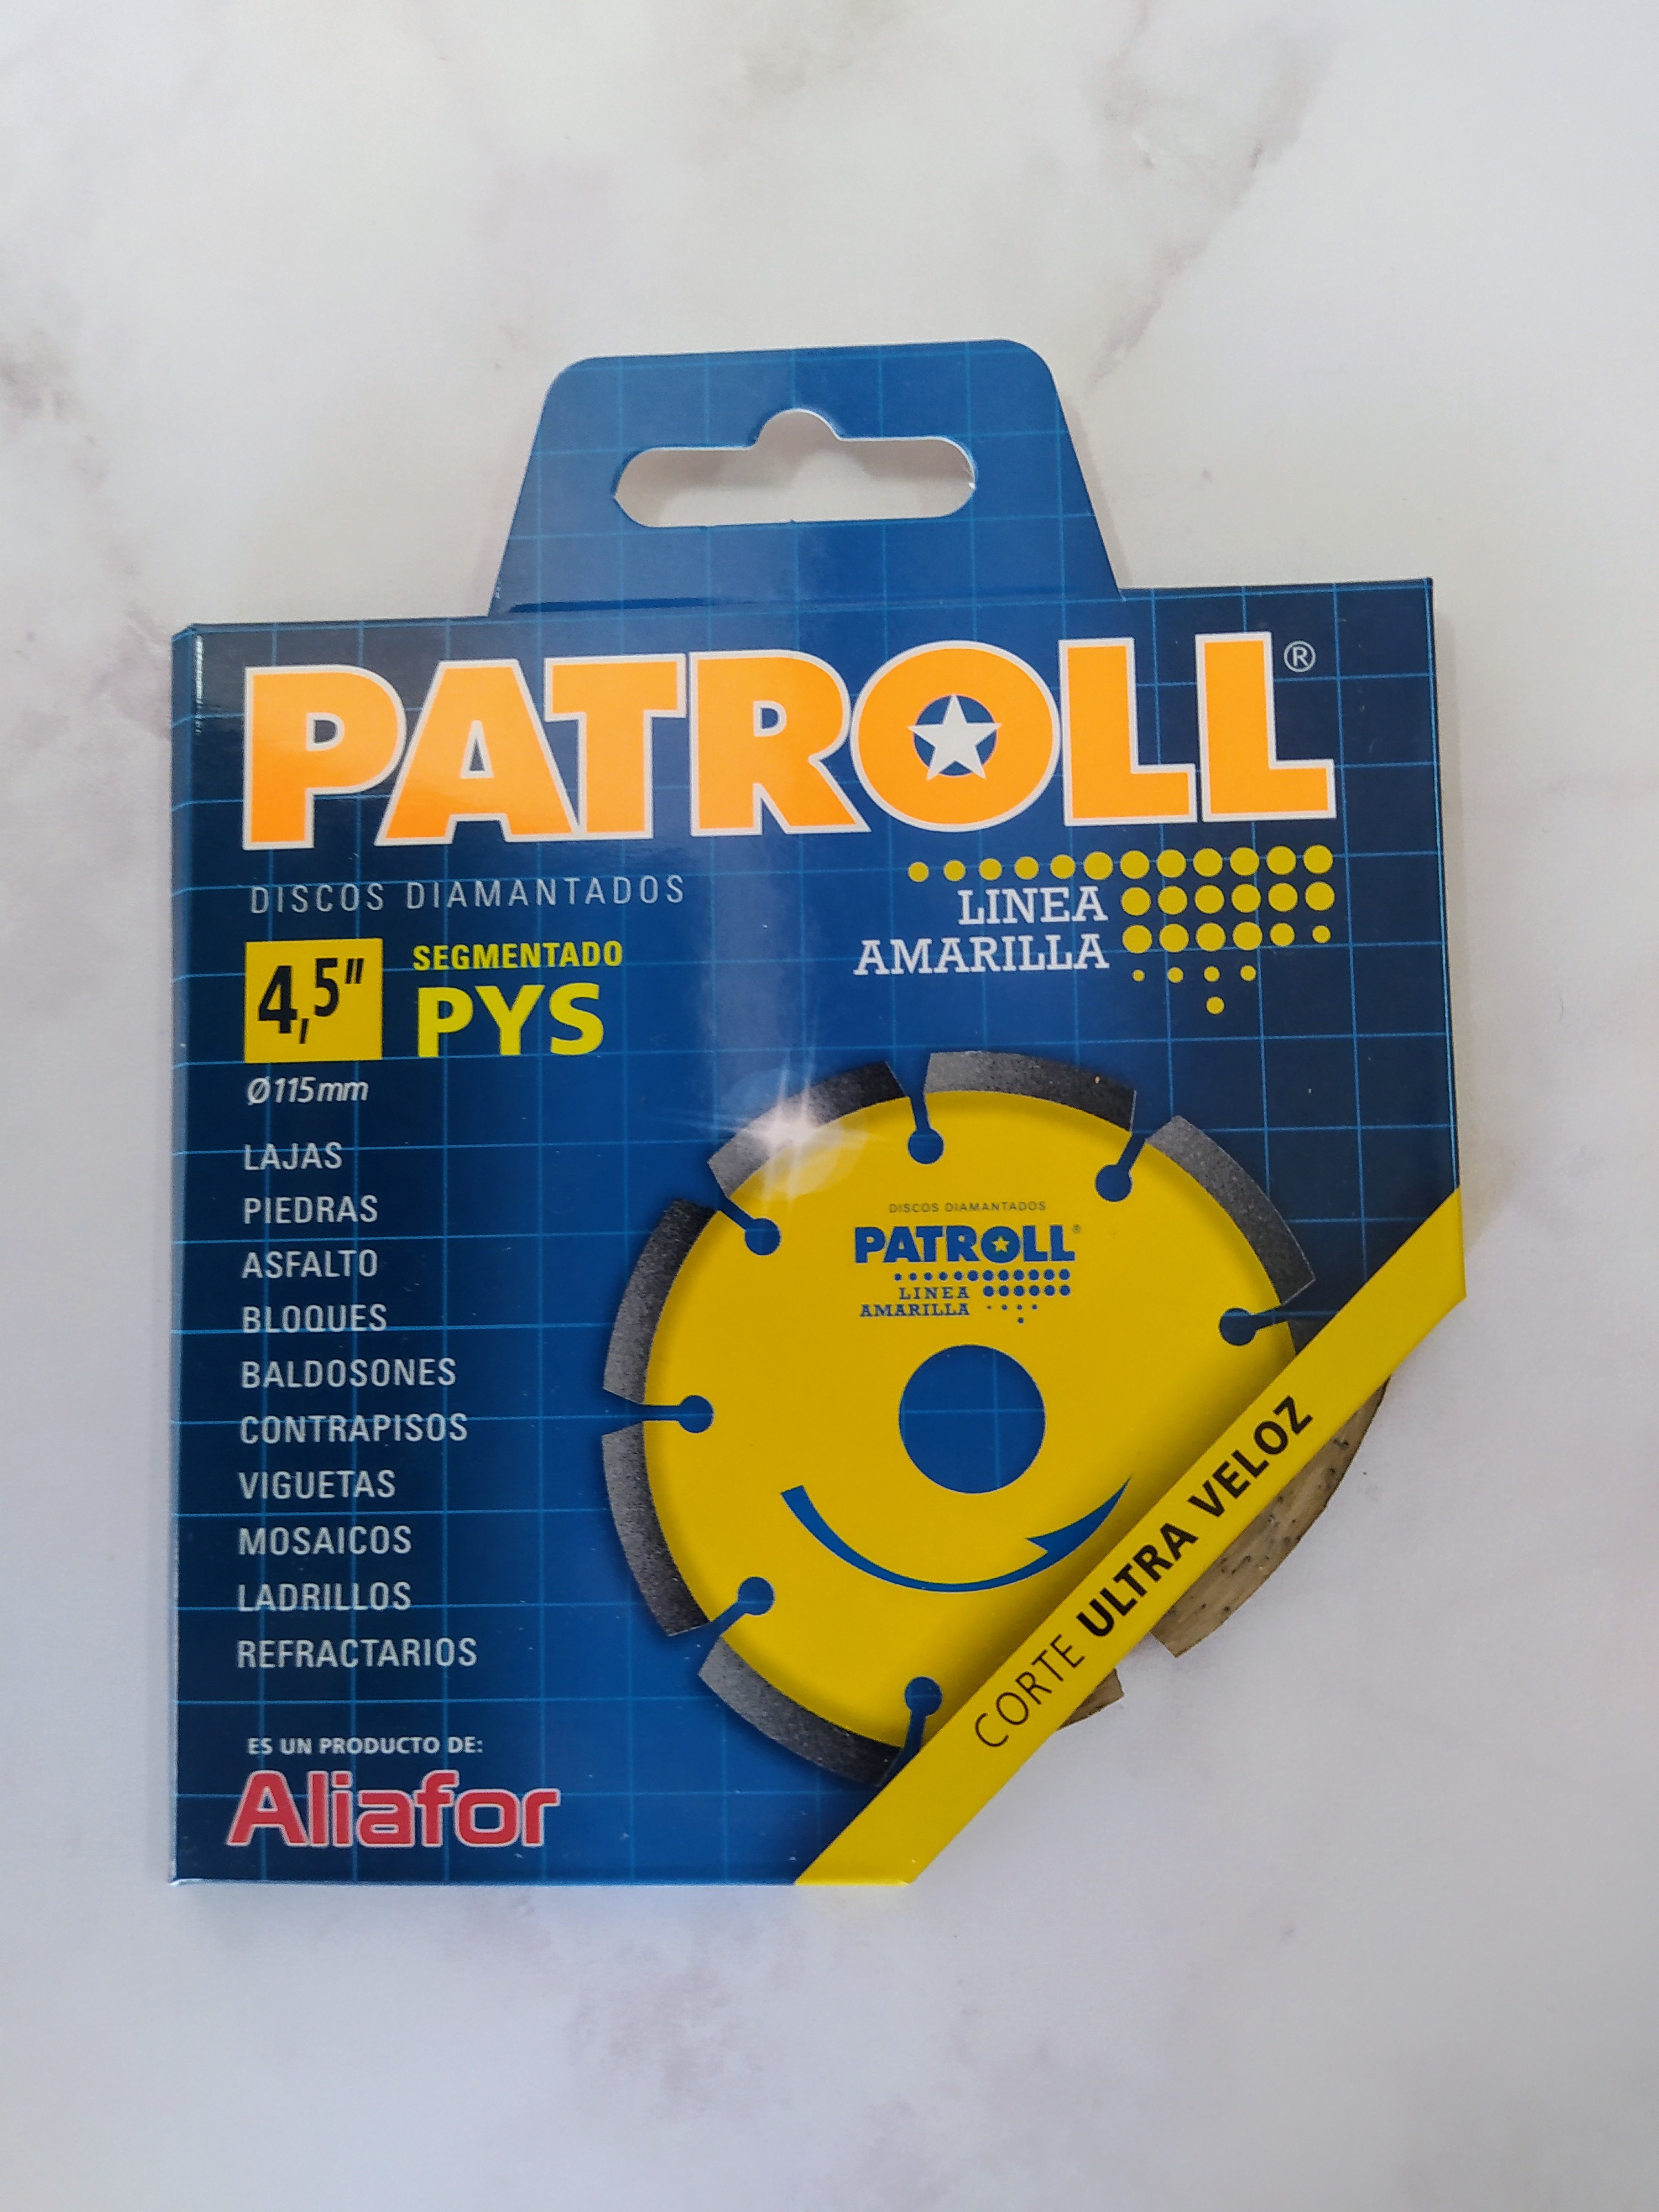 PATROLL®
DISCOS DIAMANTADOS
LINEA
AMARILLA
4,5"
SEGMENTADO
PYS
Ø115mm
LAJAS
PIEDRAS
ASFALTO
BLOQUES
BALDOSONES
CONTRAPISOS
VIGUETAS
MOSAICOS
LADRILLOS
REFRACTARIOS
DISCOS DIAMANTADOS
PATROLL®
LINEA
AMARILLA
CORTE ULTRA VELOZ
ES UN PRODUCTO DE:
Aliafor